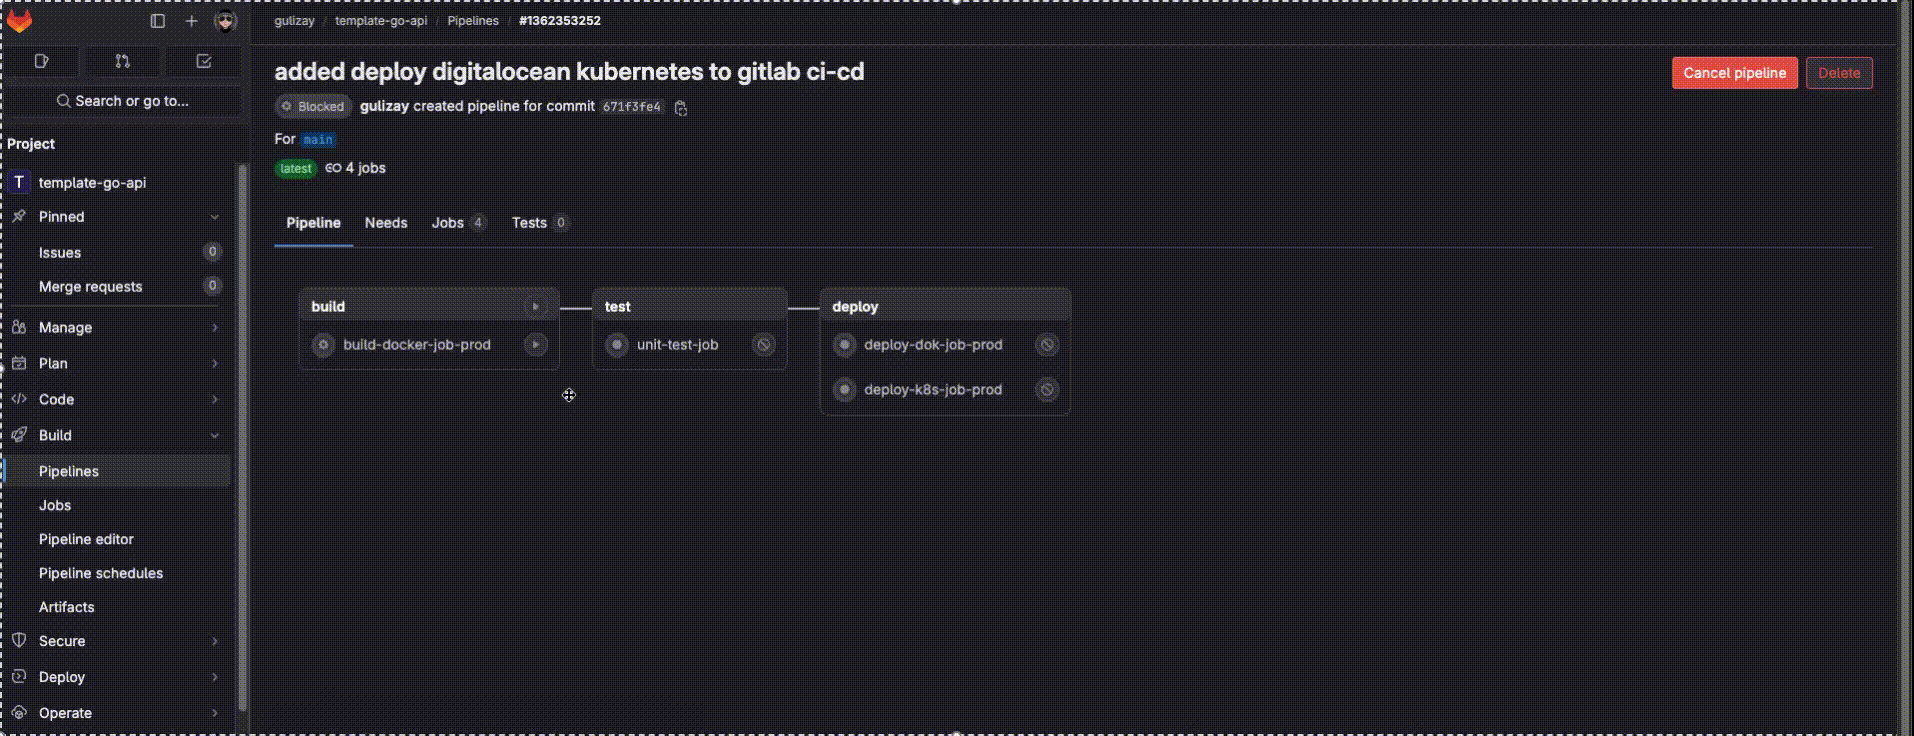 gulizay / template-go-api / Pipelines / #1362353252
added deploy digitalocean kubernetes to gitlab ci-cd
Cancel pipeline
Delete
Blocked gulizay created pipeline for commit 671f3fe4
For main
latest 4 jobs
Pipeline Needs Jobs 4 Tests 0
build
build-docker-job-prod
test
unit-test-job
deploy
deploy-dok-job-prod
deploy-k8s-job-prod
Search or go to...
Project
T template-go-api
Pinned
Issues 0
Merge requests 0
Manage
Plan
Code
Build
Pipelines
Jobs
Pipeline editor
Pipeline schedules
Artifacts
Secure
Deploy
Operate